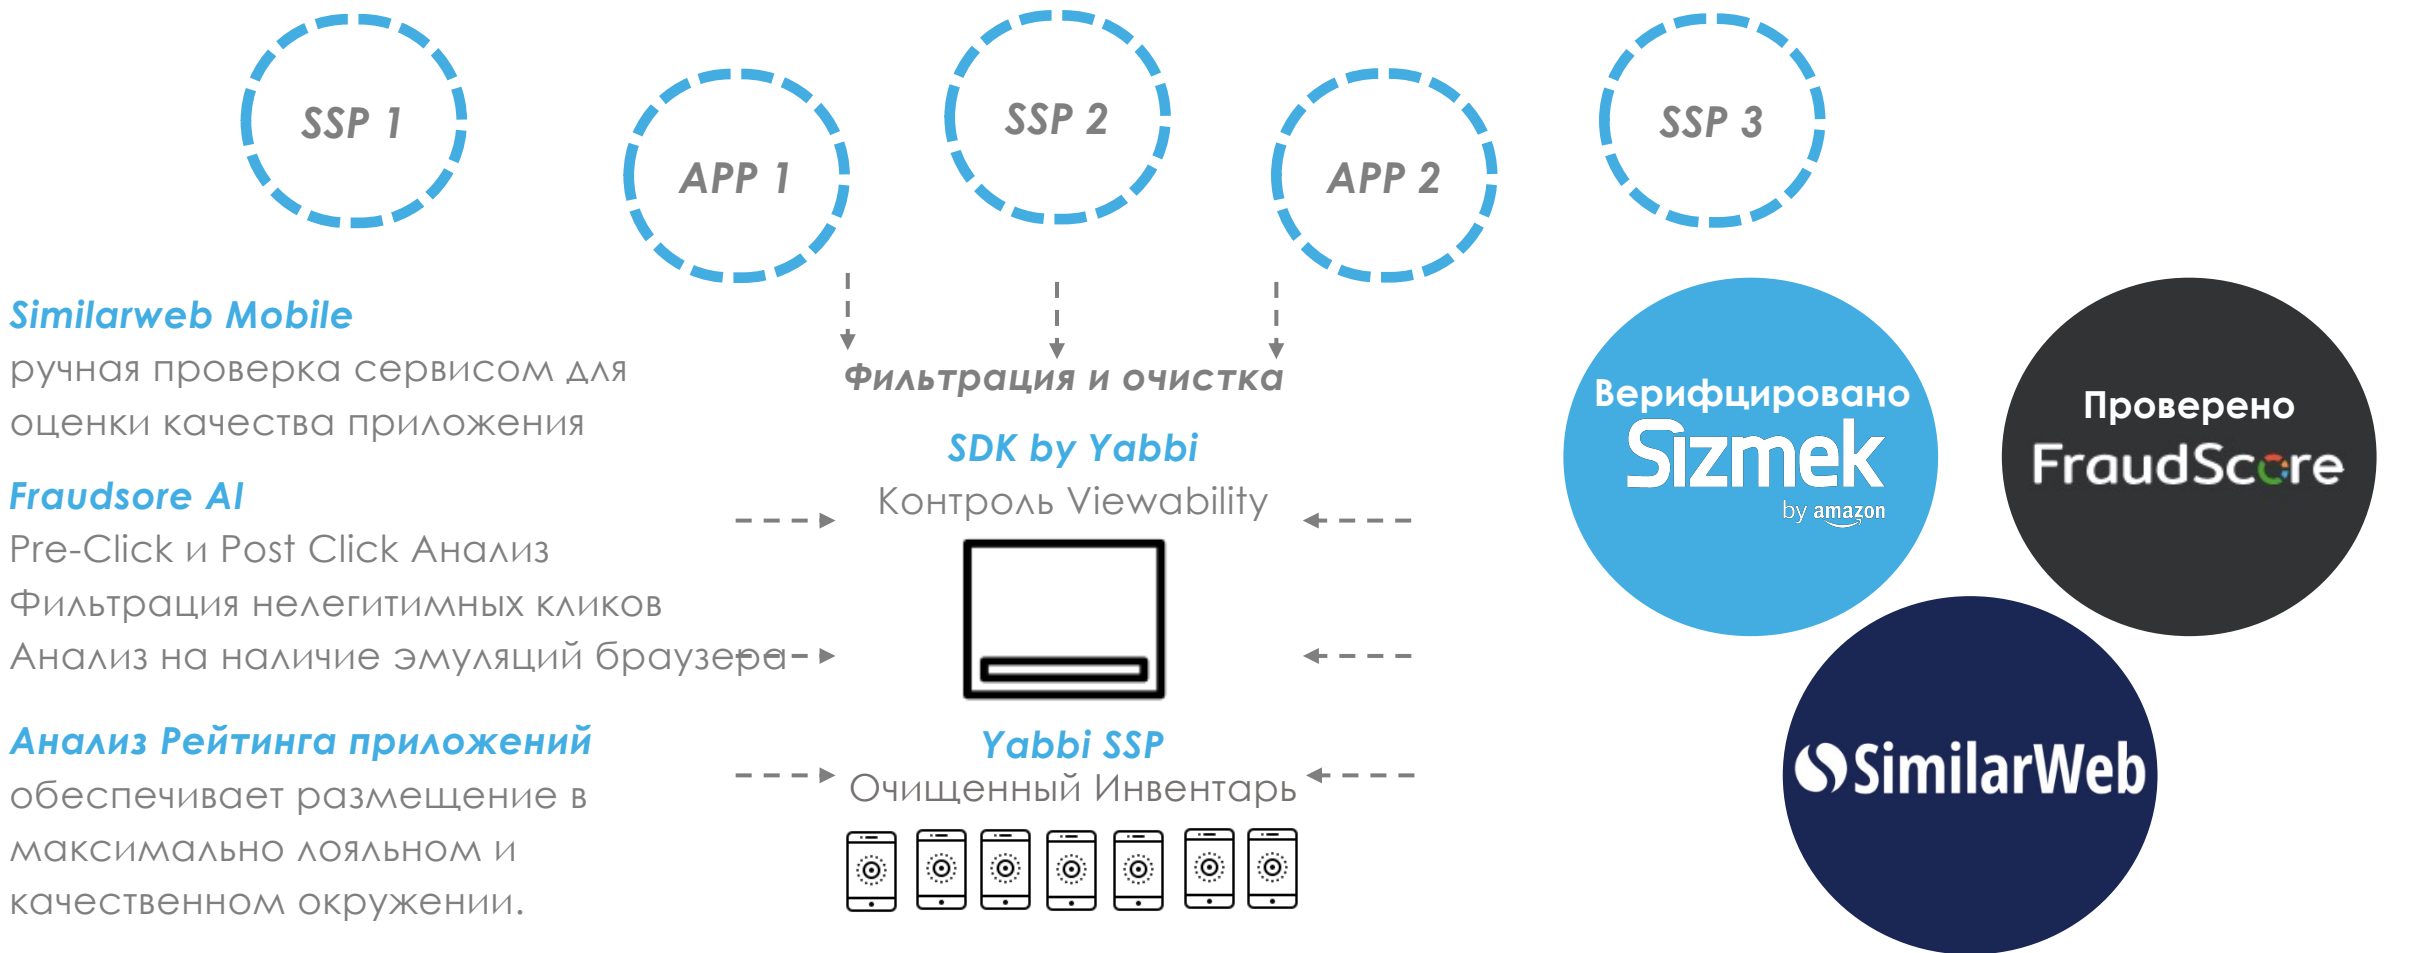 SSP 1
APP 1
SSP 2
APP 2
SSP 3
Similarweb Mobile
ручная проверка сервисом для
оценки качества приложения
Fraudsore AI
Pre-Click и Post Click Анализ
Фильтрация нелегитимных кликов
Анализ на наличие эмуляций браузера
Анализ Рейтинга приложений
обеспечивает размещение в
максимально лояльном и
качественном окружении.
Фильтрация и очистка
SDK by Yabbi
Контроль Viewability
Yabbi SSP
Очищенный Инвентарь
Верифцировано
Sizmek
by amazon
Проверено
FraudScore
SimilarWeb